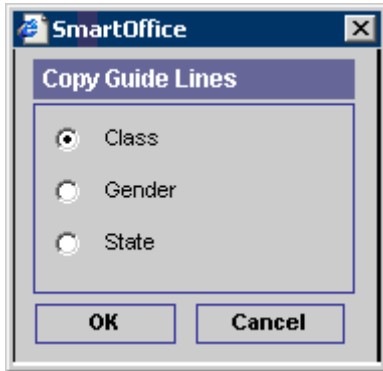 SmartOffice
Copy Guide Lines
Class
Gender
State
OK Cancel